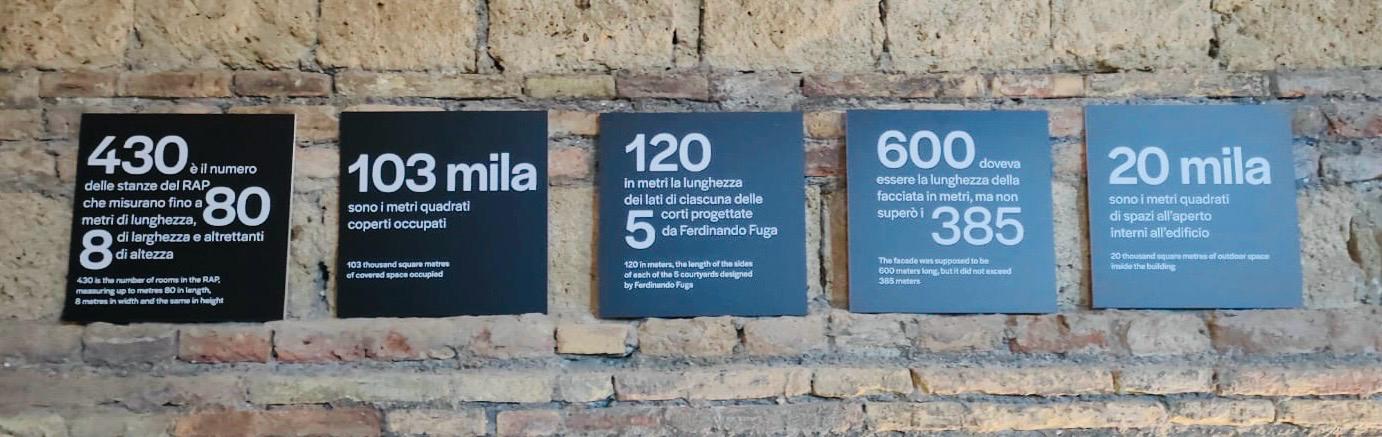 430 è il numero
delle stanze del RAP
che misurano fino a 80
metri di lunghezza,
8 di larghezza e altrettanti
di altezza
430 is the number of rooms in the RAP,
measuring up to metres 80 in length,
8 metres in width and the same in height
103 mila
sono i metri quadrati
coperti occupati
103 thousand square metres
of covered space occupied
120
in metri la lunghezza
dei lati di ciascuna delle
5 corti progettate
da Ferdinando Fuga
120 in meters, the length of the sides
of each of the 5 courtyards designed
by Ferdinando Fuga
600 doveva
essere la lunghezza della
facciata in metri, ma non
superò i 385
The facade was supposed to be
600 meters long, but it did not exceed
385 meters
20 mila
sono i metri quadrati
di spazi all'aperto
interni all'edificio
20 thousand square metres of outdoor space
inside the building